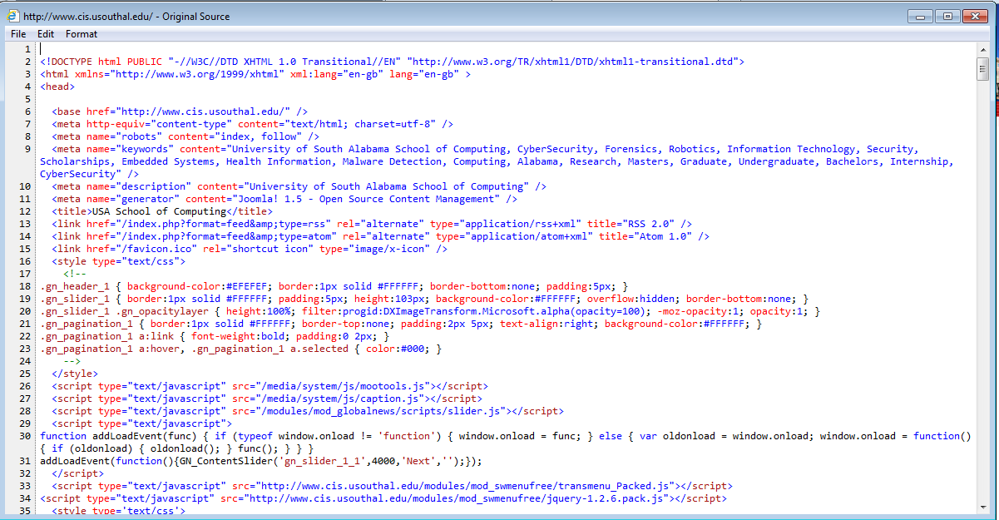 http://www.cis.usouthal.edu/ - Original Source
File Edit Format
1
2 <!DOCTYPE html PUBLIC "-//W3C//DTD XHTML 1.0 Transitional//EN" "http://www.w3.org/TR/xhtml1/DTD/xhtml1-transitional.dtd">
3 <html xmlns="http://www.w3.org/1999/xhtml" xml:lang="en-gb" lang="en-gb" >
4 <head>
5
6 <base href="http://www.cis.usouthal.edu/" />
7 <meta http-equiv="content-type" content="text/html; charset=utf-8" />
8 <meta name="robots" content="index, follow" />
9 <meta name="keywords" content="University of South Alabama School of Computing, CyberSecurity, Forensics, Robotics, Information Technology, Security,
Scholarships, Embedded Systems, Health Information, Malware Detection, Computing, Alabama, Research, Masters, Graduate, Undergraduate, Bachelors, Internship,
CyberSecurity" />
10 <meta name="description" content="University of South Alabama School of Computing" />
11 <meta name="generator" content="Joomla! 1.5 - Open Source Content Management" />
12 <title>USA School of Computing</title>
13 <link href="/index.php?format=feed&amp;type=rss" rel="alternate" type="application/rss+xml" title="RSS 2.0" />
14 <link href="/index.php?format=feed&amp;type=atom" rel="alternate" type="application/atom+xml" title="Atom 1.0" />
15 <link href="/favicon.ico" rel="shortcut icon" type="image/x-icon" />
16 <style type="text/css">
17 <!--
18 .gn_header_1 { background-color:#EFEFEF; border:1px solid #FFFFFF; border-bottom:none; padding:5px; }
19 .gn_slider_1 { border:1px solid #FFFFFF; padding:5px; height:103px; background-color:#FFFFFF; overflow:hidden; border-bottom:none; }
20 .gn_slider_1 .gn_opacitylayer { height:100%; filter:progid:DXImageTransform.Microsoft.alpha(opacity=100); -moz-opacity:1; opacity:1; }
21 .gn_pagination_1 { border:1px solid #FFFFFF; border-top:none; padding:2px 5px; text-align:right; background-color:#FFFFFF; }
22 .gn_pagination_1 a:link { font-weight:bold; padding:0 2px; }
23 .gn_pagination_1 a:hover, .gn_pagination_1 a.selected { color:#000; }
24 -->
25 </style>
26 <script type="text/javascript" src="/media/system/js/mootools.js"></script>
27 <script type="text/javascript" src="/media/system/js/caption.js"></script>
28 <script type="text/javascript" src="/modules/mod_globalnews/scripts/slider.js"></script>
29 <script type="text/javascript">
30 function addLoadEvent(func) { if (typeof window.onload != 'function') { window.onload = func; } else { var oldonload = window.onload; window.onload = function()
{ if (oldonload) { oldonload(); } func(); } } }
31 addLoadEvent(function(){GN_ContentSlider('gn_slider_1_1',4000,'Next','');});
32 </script>
33 <script type="text/javascript" src="http://www.cis.usouthal.edu/modules/mod_swmenufree/transmenu_Packed.js"></script>
34 <script type="text/javascript" src="http://www.cis.usouthal.edu/modules/mod_swmenufree/jquery-1.2.6.pack.js"></script>
35 <style type='text/css'>